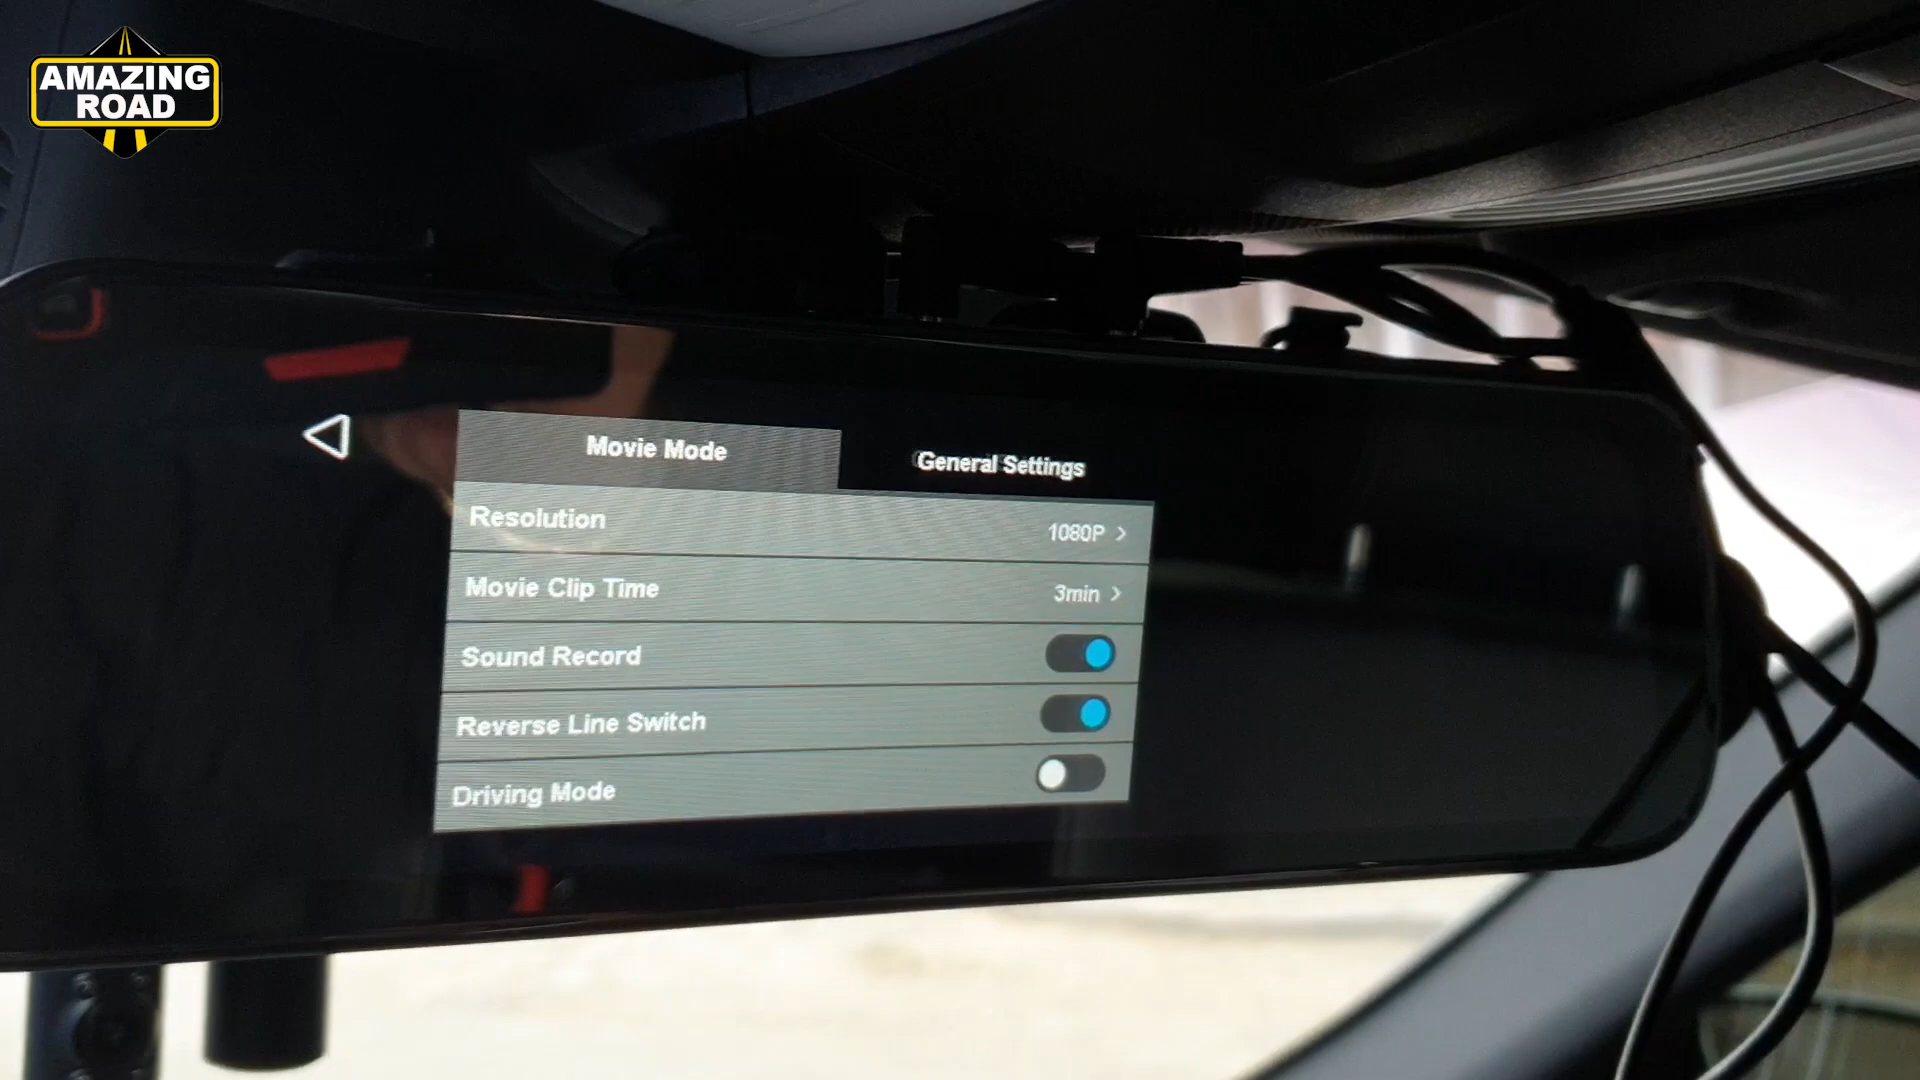 AMAZING
ROAD
Movie Mode
General Settings
Resolution
1080P >
Movie Clip Time
3min >
Sound Record
Reverse Line Switch
Driving Mode